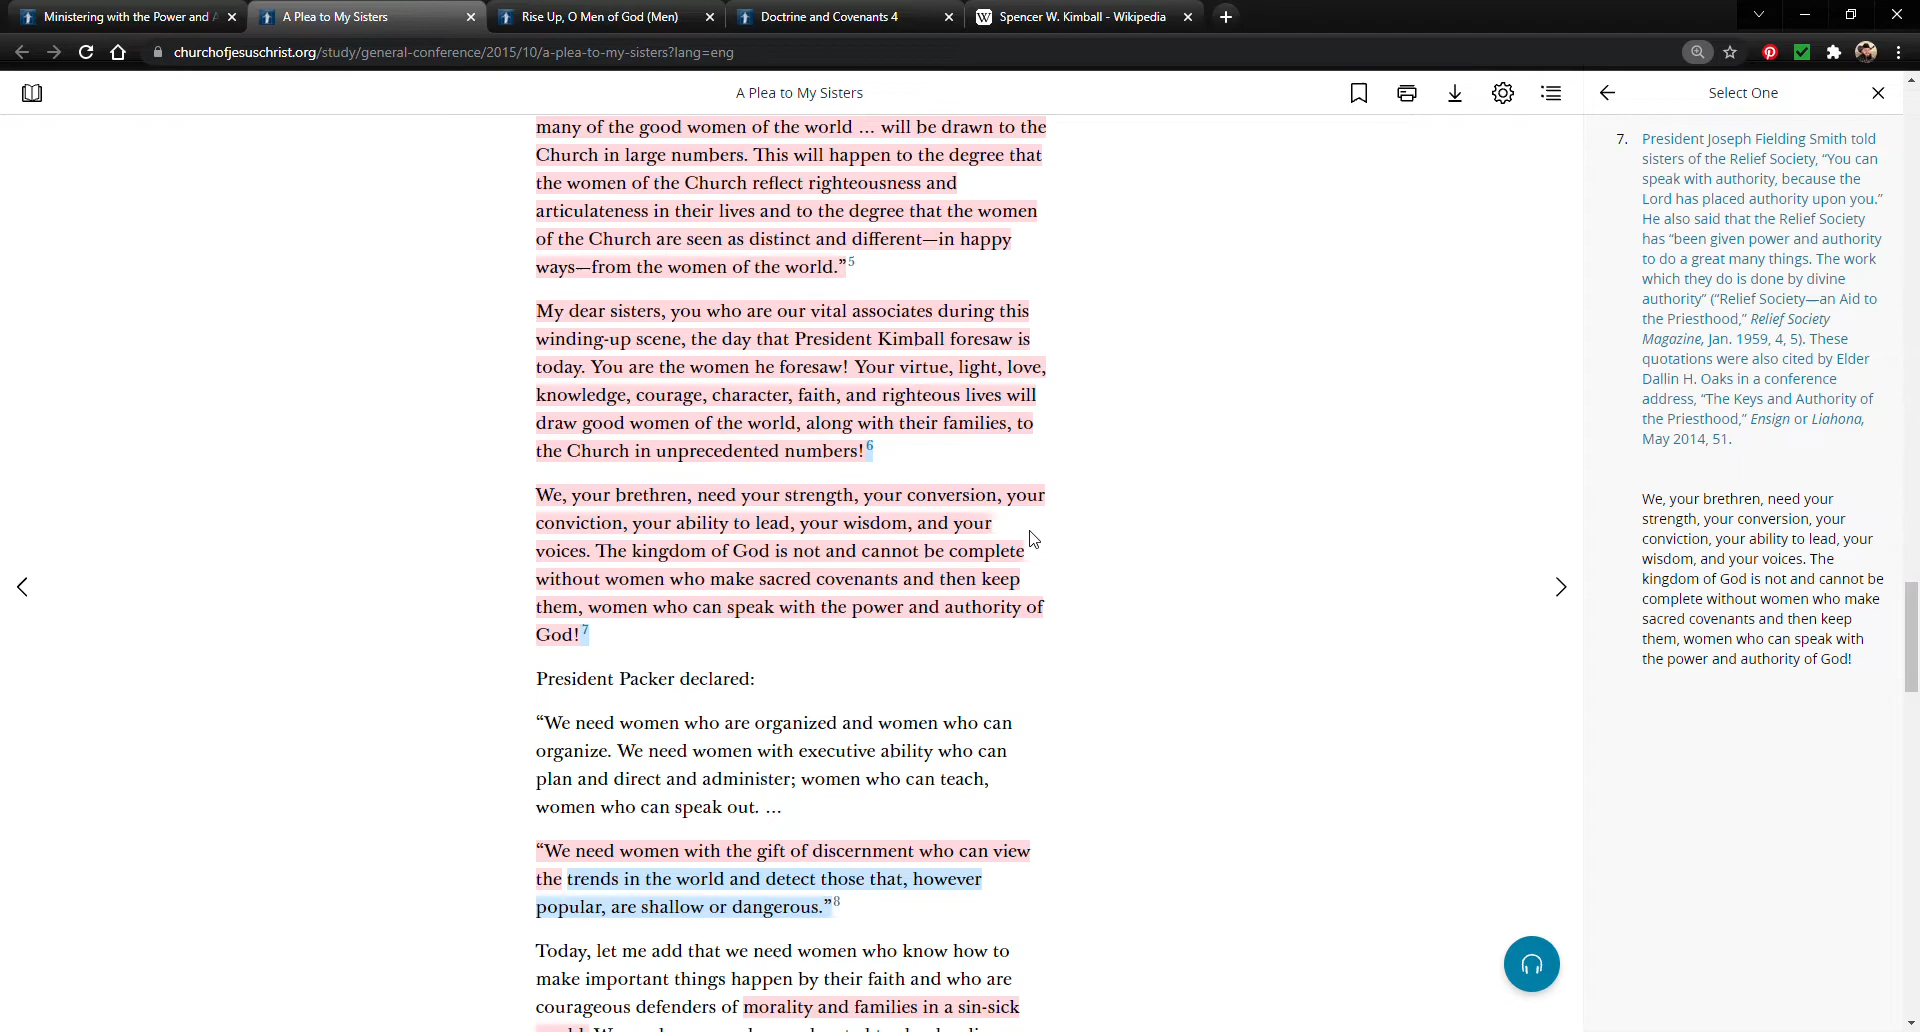 Ministering with the Power and
A Plea to My Sisters
Rise Up, O Men of God (Men)
Doctrine and Covenants 4
Spencer W. Kimball - Wikipedia
churchofjesuschrist.org/study/general-conference/2015/10/a-plea-to-my-sisters?lang=eng
A Plea to My Sisters
Select One
many of the good women of the world … will be drawn to the
Church in large numbers. This will happen to the degree that
the women of the Church reflect righteousness and
articulateness in their lives and to the degree that the women
of the Church are seen as distinct and different—in happy
ways—from the women of the world.”5
My dear sisters, you who are our vital associates during this
winding-up scene, the day that President Kimball foresaw is
today. You are the women he foresaw! Your virtue, light, love,
knowledge, courage, character, faith, and righteous lives will
draw good women of the world, along with their families, to
the Church in unprecedented numbers!6
We, your brethren, need your strength, your conversion, your
conviction, your ability to lead, your wisdom, and your
voices. The kingdom of God is not and cannot be complete
without women who make sacred covenants and then keep
them, women who can speak with the power and authority of
God!7
President Packer declared:
“We need women who are organized and women who can
organize. We need women with executive ability who can
plan and direct and administer; women who can teach,
women who can speak out. …
“We need women with the gift of discernment who can view
the trends in the world and detect those that, however
popular, are shallow or dangerous.”8
Today, let me add that we need women who know how to
make important things happen by their faith and who are
courageous defenders of morality and families in a sin-sick
7. President Joseph Fielding Smith told
sisters of the Relief Society, “You can
speak with authority, because the
Lord has placed authority upon you.”
He also said that the Relief Society
has “been given power and authority
to do a great many things. The work
which they do is done by divine
authority” (“Relief Society—an Aid to
the Priesthood,” Relief Society
Magazine, Jan. 1959, 4, 5). These
quotations were also cited by Elder
Dallin H. Oaks in a conference
address, “The Keys and Authority of
the Priesthood,” Ensign or Liahona,
May 2014, 51.
We, your brethren, need your
strength, your conversion, your
conviction, your ability to lead, your
wisdom, and your voices. The
kingdom of God is not and cannot be
complete without women who make
sacred covenants and then keep
them, women who can speak with
the power and authority of God!